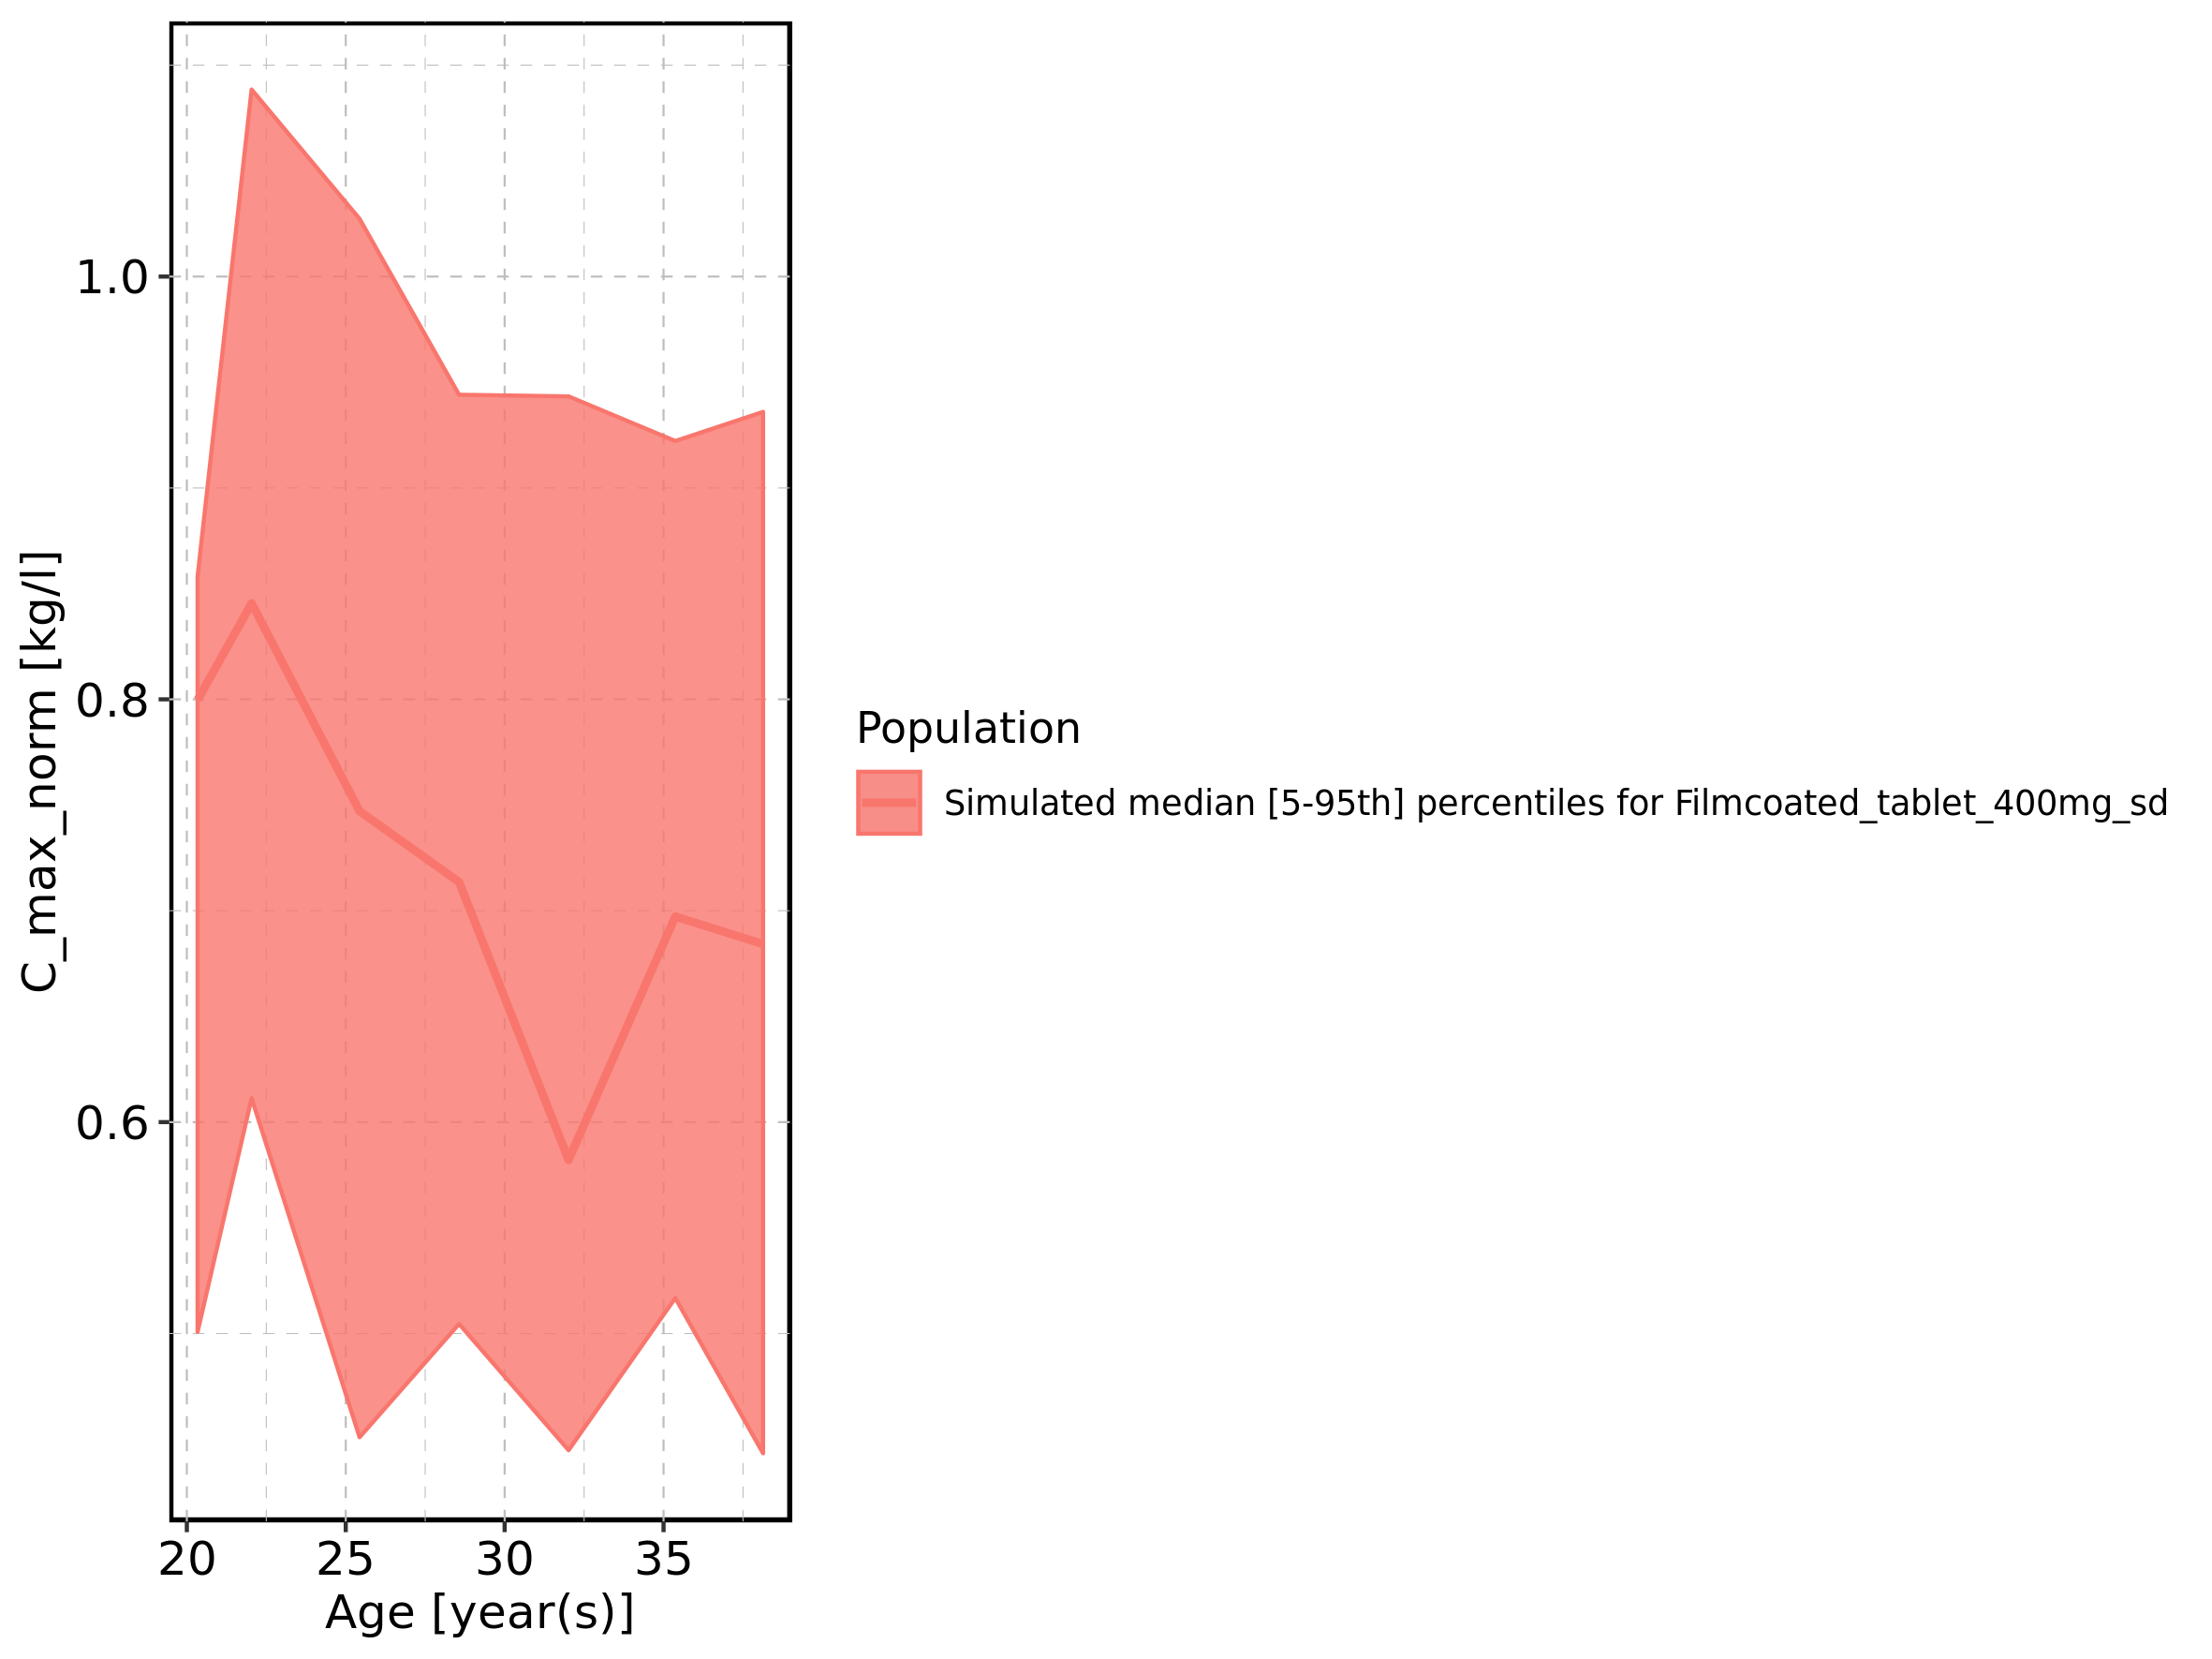 C_max_norm [kg/l]
1.0
0.8
0.6
20 25 30 35
Age [year(s)]
Population
Simulated median [5-95th] percentiles for Filmcoated_tablet_400mg_sd